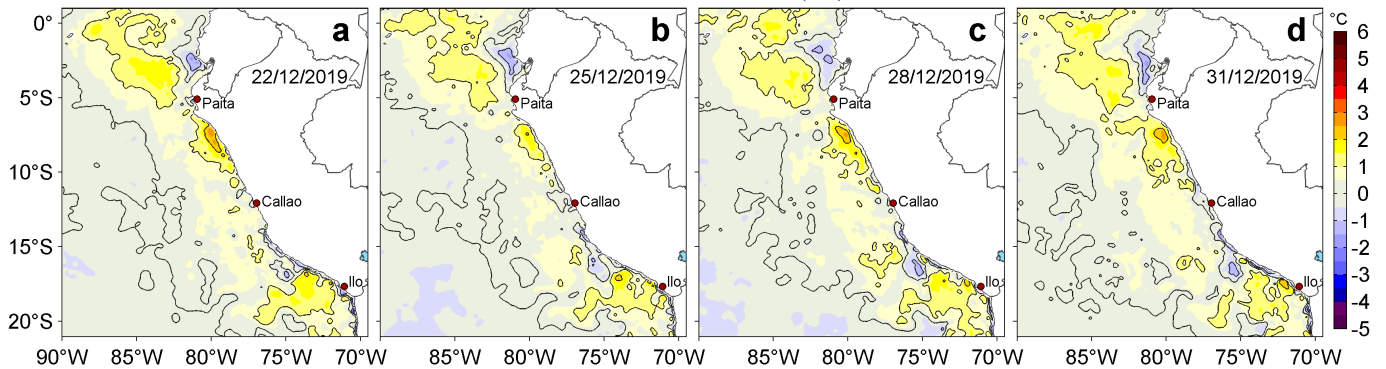 a b c d °C
0° 6
22/12/2019 25/12/2019 28/12/2019 31/12/2019 5
4
5°S Paita Paita Paita Paita 3
2
10°S 1
0
Callao Callao Callao Callao -1
15°S -2
-3
Ilo Ilo Ilo Ilo -4
20°S -5
90°W 85°W 80°W 75°W 70°W 85°W 80°W 75°W 70°W 85°W 80°W 75°W 70°W 85°W 80°W 75°W 70°W